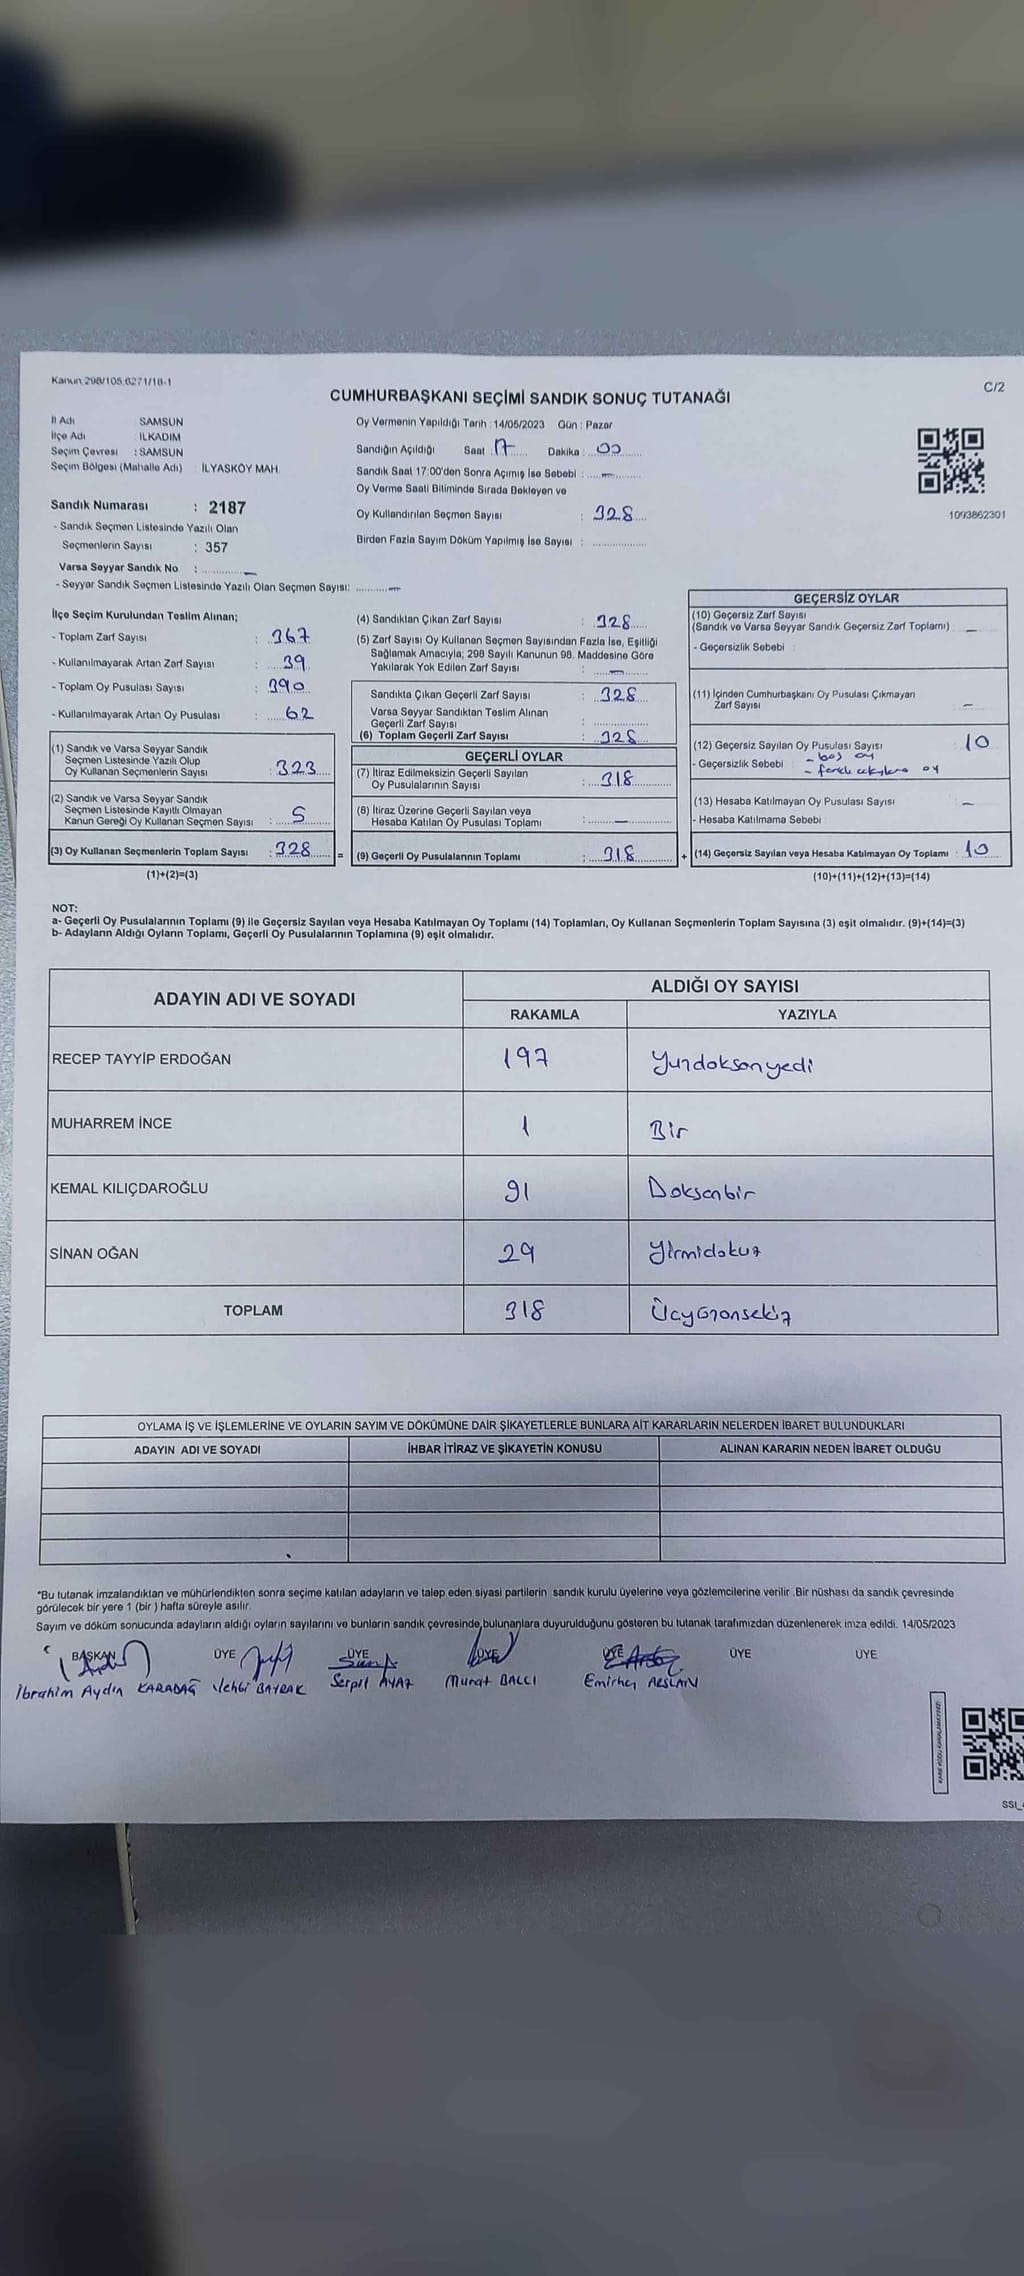 Kanun.298/105,6271/18-1
C/2
CUMHURBAŞKANI SEÇİMİ SANDIK SONUÇ TUTANAĞI
İl Adı : SAMSUN
İlçe Adı : İLKADIM
Seçim Çevresi : SAMSUN
Seçim Bölgesi (Mahalle Adı) : İLYASKÖY MAH.
Sandık Numarası : 2187
- Sandık Seçmen Listesinde Yazılı Olan
Seçmenlerin Sayısı : 357
Varsa Seyyar Sandık No : —
- Seyyar Sandık Seçmen Listesinde Yazılı Olan Seçmen Sayısı: —
Oy Vermenin Yapıldığı Tarih : 14/05/2023 Gün : Pazar
Sandığın Açıldığı Saat : 17 Dakika : 00
Sandık Saat 17:00'den Sonra Açımış İse Sebebi : —
Oy Verme Saati Bitiminde Sırada Bekleyen ve
Oy Kullandırılan Seçmen Sayısı : 328
Birden Fazla Sayım Döküm Yapılmış İse Sayısı :
1093862301
İlçe Seçim Kurulundan Teslim Alınan;
- Toplam Zarf Sayısı : 367
- Kullanılmayarak Artan Zarf Sayısı : 39
- Toplam Oy Pusulası Sayısı : 390
- Kullanılmayarak Artan Oy Pusulası : 62
(1) Sandık ve Varsa Seyyar Sandık
Seçmen Listesinde Yazılı Olup
Oy Kullanan Seçmenlerin Sayısı : 323
(2) Sandık ve Varsa Seyyar Sandık
Seçmen Listesinde Kayıtlı Olmayan
Kanun Gereği Oy Kullanan Seçmen Sayısı : 5
(3) Oy Kullanan Seçmenlerin Toplam Sayısı : 328 =
(1)+(2)=(3)
(4) Sandıktan Çıkan Zarf Sayısı : 328
(5) Zarf Sayısı Oy Kullanan Seçmen Sayısından Fazla İse, Eşitliği
Sağlamak Amacıyla; 298 Sayılı Kanunun 98. Maddesine Göre
Yakılarak Yok Edilen Zarf Sayısı : —
Sandıkta Çıkan Geçerli Zarf Sayısı : 328
Varsa Seyyar Sandıktan Teslim Alınan
Geçerli Zarf Sayısı :
(6) Toplam Geçerli Zarf Sayısı : 328
GEÇERLİ OYLAR
(7) İtiraz Edilmeksizin Geçerli Sayılan
Oy Pusulalarının Sayısı : 318
(8) İtiraz Üzerine Geçerli Sayılan veya
Hesaba Katılan Oy Pusulası Toplamı : —
(9) Geçerli Oy Pusulalarının Toplamı : 318 +
GEÇERSİZ OYLAR
(10) Geçersiz Zarf Sayısı
(Sandık ve Varsa Seyyar Sandık Geçersiz Zarf Toplamı) : —
- Geçersizlik Sebebi :
(11) İçinden Cumhurbaşkanı Oy Pusulası Çıkmayan
Zarf Sayısı : —
(12) Geçersiz Sayılan Oy Pusulası Sayısı : 10
- Geçersizlik Sebebi : - boş oy
- oy
(13) Hesaba Katılmayan Oy Pusulası Sayısı : —
- Hesaba Katılmama Sebebi :
(14) Geçersiz Sayılan veya Hesaba Katılmayan Oy Toplamı : 10
(10)+(11)+(12)+(13)=(14)
NOT:
a- Geçerli Oy Pusulalarının Toplamı (9) ile Geçersiz Sayılan veya Hesaba Katılmayan Oy Toplamı (14) Toplamları, Oy Kullanan Seçmenlerin Toplam Sayısına (3) eşit olmalıdır. (9)+(14)=(3)
b- Adayların Aldığı Oyların Toplamı, Geçerli Oy Pusulalarının Toplamına (9) eşit olmalıdır.
ADAYIN ADI VE SOYADI
ALDIĞI OY SAYISI
RAKAMLA YAZIYLA
RECEP TAYYİP ERDOĞAN 197 Yüzdoksanyedi
MUHARREM İNCE 1 Bir
KEMAL KILIÇDAROĞLU 91 Doksanbir
SİNAN OĞAN 29 Yirmidokuz
TOPLAM 318 Üçyüzonsekiz
OYLAMA İŞ VE İŞLEMLERİNE VE OYLARIN SAYIM VE DÖKÜMÜNE DAİR ŞİKAYETLERLE BUNLARA AİT KARARLARIN NELERDEN İBARET BULUNDUKLARI
ADAYIN ADI VE SOYADI İHBAR İTİRAZ VE ŞİKAYETİN KONUSU ALINAN KARARIN NEDEN İBARET OLDUĞU
*Bu tutanak imzalandıktan ve mühürlendikten sonra seçime katılan adayların ve talep eden siyasi partilerin sandık kurulu üyelerine veya gözlemcilerine verilir. Bir nüshası da sandık çevresinde
görülecek bir yere 1 (bir ) hafta süreyle asılır.
Sayım ve döküm sonucunda adayların aldığı oyların sayılarını ve bunların sandık çevresinde bulunanlara duyurulduğunu gösteren bu tutanak tarafımızdan düzenlenerek imza edildi. 14/05/2023
BAŞKAN ÜYE ÜYE ÜYE ÜYE ÜYE ÜYE
İbrahim Aydın KARADAĞ Vehbi BAYRAK Serpil AYAZ Murat BALCI Emirhan ARSLAN
KARE KODU KARALAMAYINIZ!
SSI_